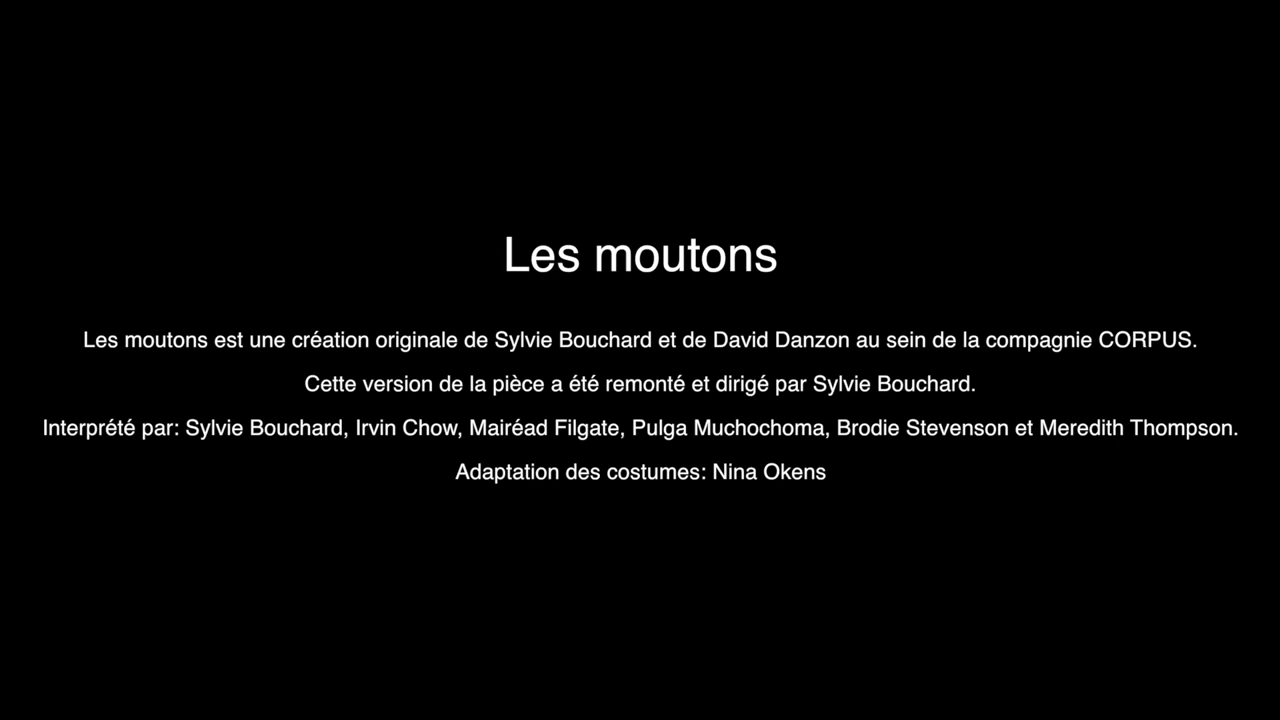 Les moutons
Les moutons est une création originale de Sylvie Bouchard et de David Danzon au sein de la compagnie CORPUS.
Cette version de la pièce a été remonté et dirigé par Sylvie Bouchard.
Interprété par: Sylvie Bouchard, Irvin Chow, Mairéad Filgate, Pulga Muchochoma, Brodie Stevenson et Meredith Thompson.
Adaptation des costumes: Nina Okens